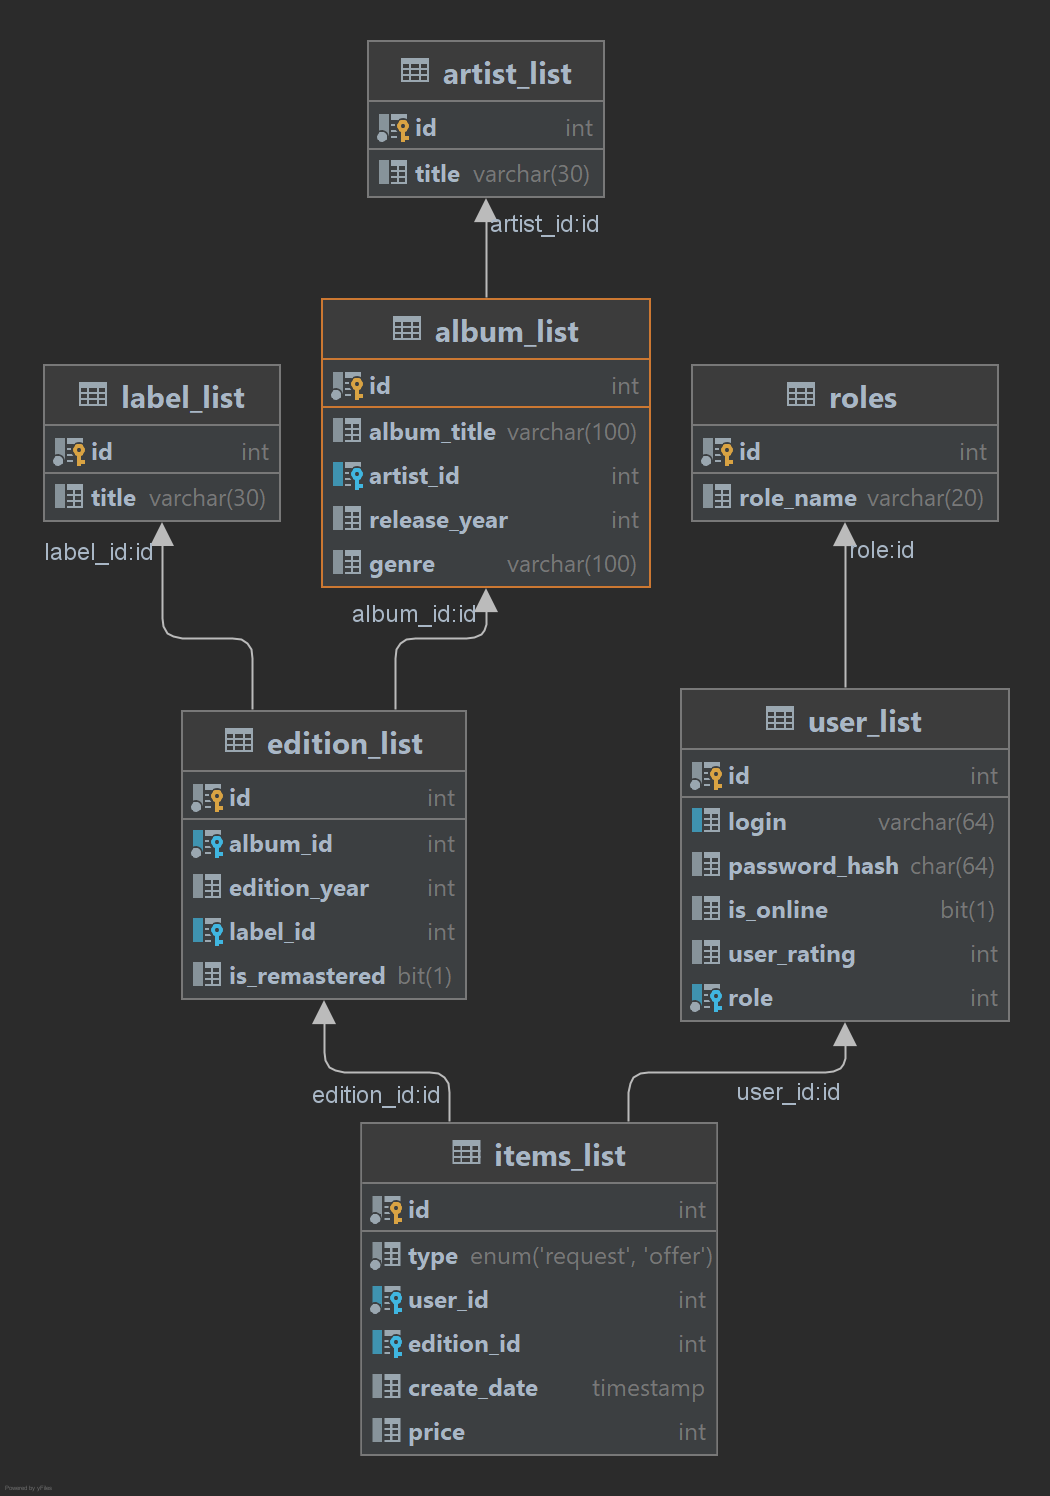 artist_list
id int
title varchar(30)
artist_id:id
album_list
id int
album_title varchar(100)
artist_id int
release_year int
genre varchar(100)
label_list
id int
title varchar(30)
label_id:id
album_id:id
roles
id int
role_name varchar(20)
role:id
edition_list
id int
album_id int
edition_year int
label_id int
is_remastered bit(1)
user_list
id int
login varchar(64)
password_hash char(64)
is_online bit(1)
user_rating int
role int
edition_id:id
user_id:id
items_list
id int
type enum('request', 'offer')
user_id int
edition_id int
create_date timestamp
price int
Powered by yFiles